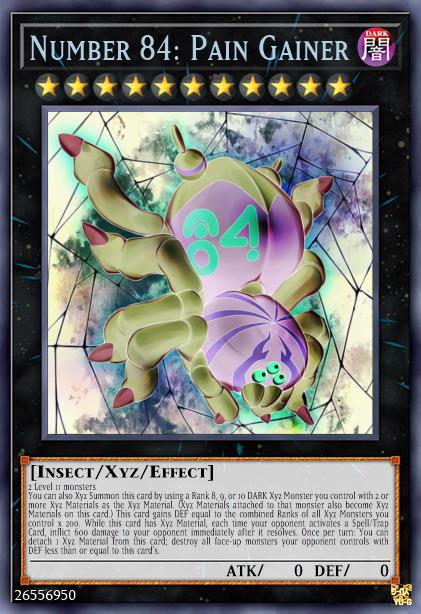 Number 84: Pain Gainer
DARK
闇
84
[Insect/Xyz/Effect]
2 Level 11 monsters
You can also Xyz Summon this card by using a Rank 8, 9, or 10 DARK Xyz Monster you control with 2 or
more Xyz Materials as the Xyz Material. (Xyz Materials attached to that monster also become Xyz
Materials on this card.) This card gains DEF equal to the combined Ranks of all Xyz Monsters you
control x 200. While this card has Xyz Material, each time your opponent activates a Spell/Trap
Card, inflict 600 damage to your opponent immediately after it resolves. Once per turn: You can
detach 1 Xyz Material from this card; destroy all face-up monsters your opponent controls with
DEF less than or equal to this card's.
ATK/ 0 DEF/ 0
26556950